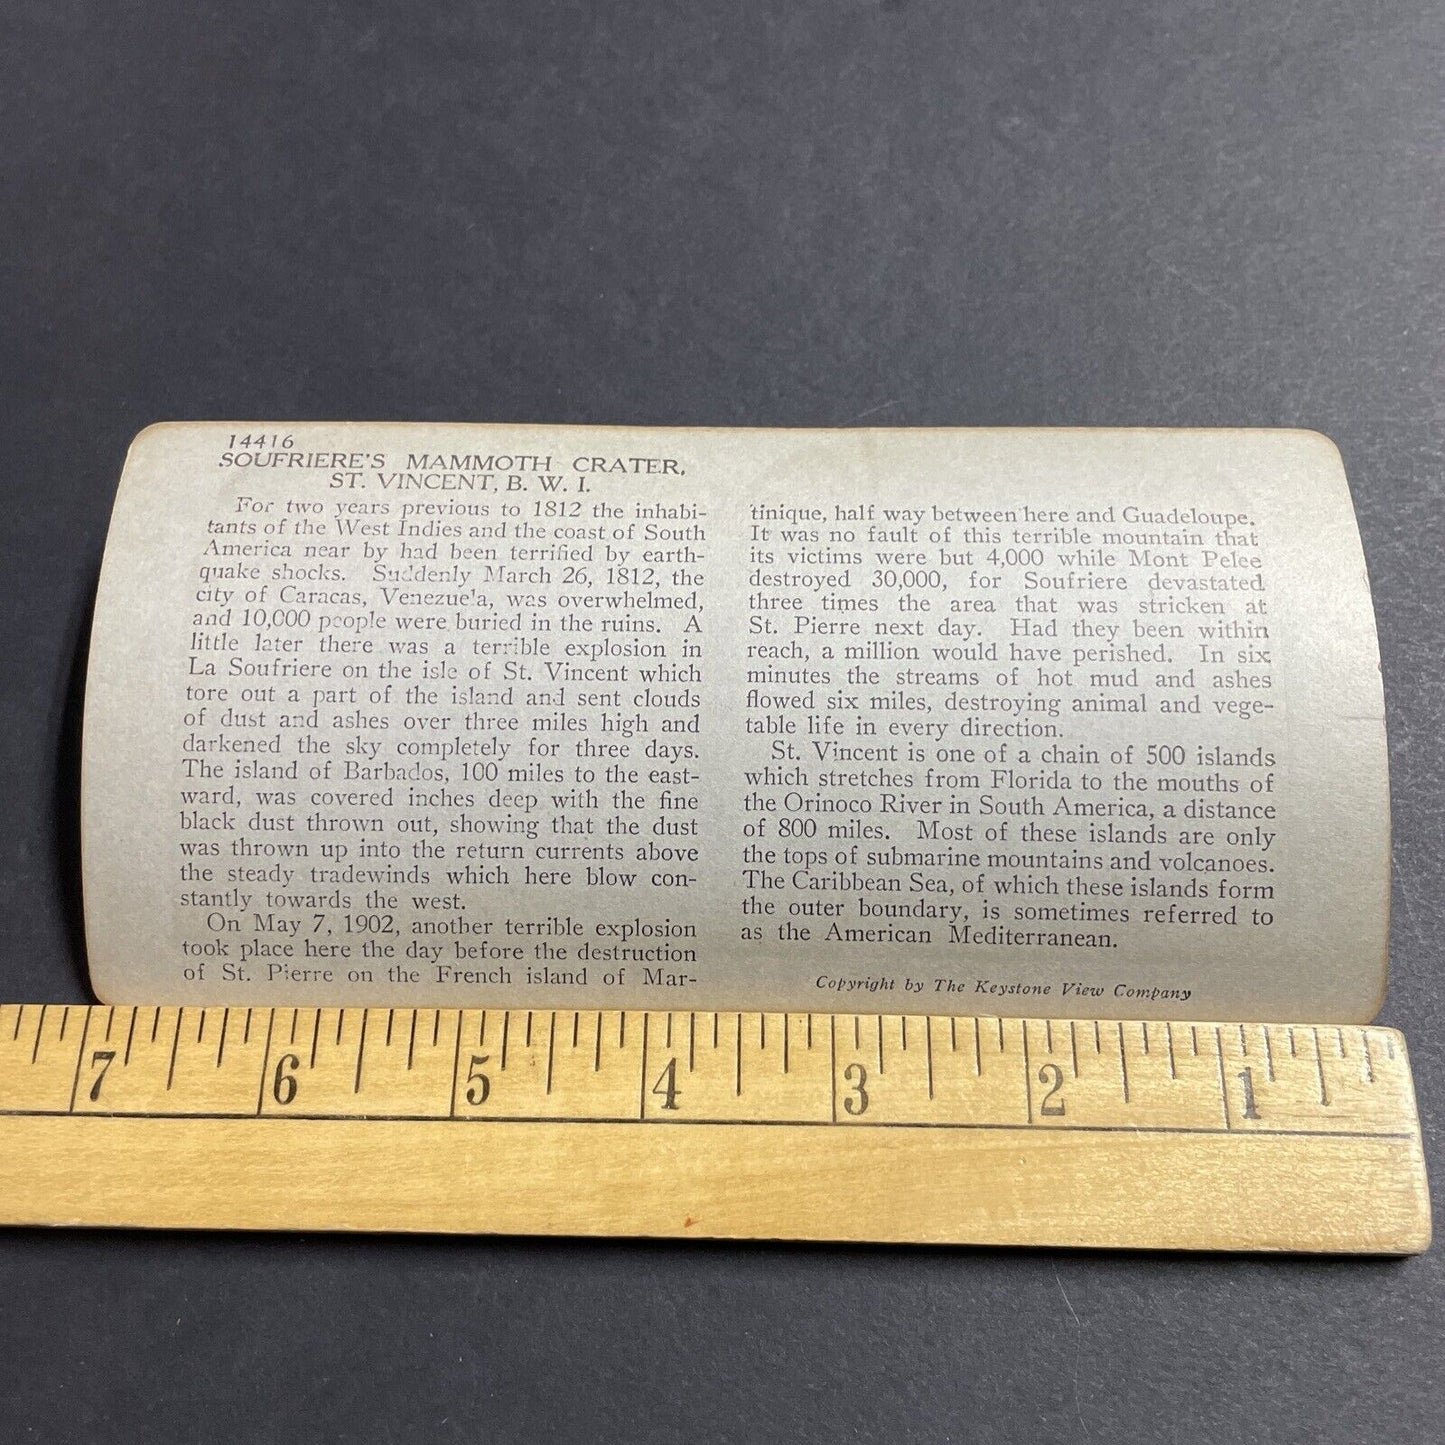 14416
SOUFRIERE'S MAMMOTH CRATER,
ST. VINCENT, B. W. I.
For two years previous to 1812 the inhabi-
tants of the West Indies and the coast of South
America near by had been terrified by earth-
quake shocks. Suddenly March 26, 1812, the
city of Caracas, Venezuela, was overwhelmed,
and 10,000 people were buried in the ruins. A
little later there was a terrible explosion in
La Soufriere on the isle of St. Vincent which
tore out a part of the island and sent clouds
of dust and ashes over three miles high and
darkened the sky completely for three days.
The island of Barbados, 100 miles to the east-
ward, was covered inches deep with the fine
black dust thrown out, showing that the dust
was thrown up into the return currents above
the steady tradewinds which here blow con-
stantly towards the west.
On May 7, 1902, another terrible explosion
took place here the day before the destruction
of St. Pierre on the French island of Mar-
tinique, half way between here and Guadeloupe.
It was no fault of this terrible mountain that
its victims were but 4,000 while Mont Pelee
destroyed 30,000, for Soufriere devastated
three times the area that was stricken at
St. Pierre next day. Had they been within
reach, a million would have perished. In six
minutes the streams of hot mud and ashes
flowed six miles, destroying animal and vege-
table life in every direction.
St. Vincent is one of a chain of 500 islands
which stretches from Florida to the mouths of
the Orinoco River in South America, a distance
of 800 miles. Most of these islands are only
the tops of submarine mountains and volcanoes.
The Caribbean Sea, of which these islands form
the outer boundary, is sometimes referred to
as the American Mediterranean.
Copyright by The Keystone View Company
7 6 5 4 3 2 1